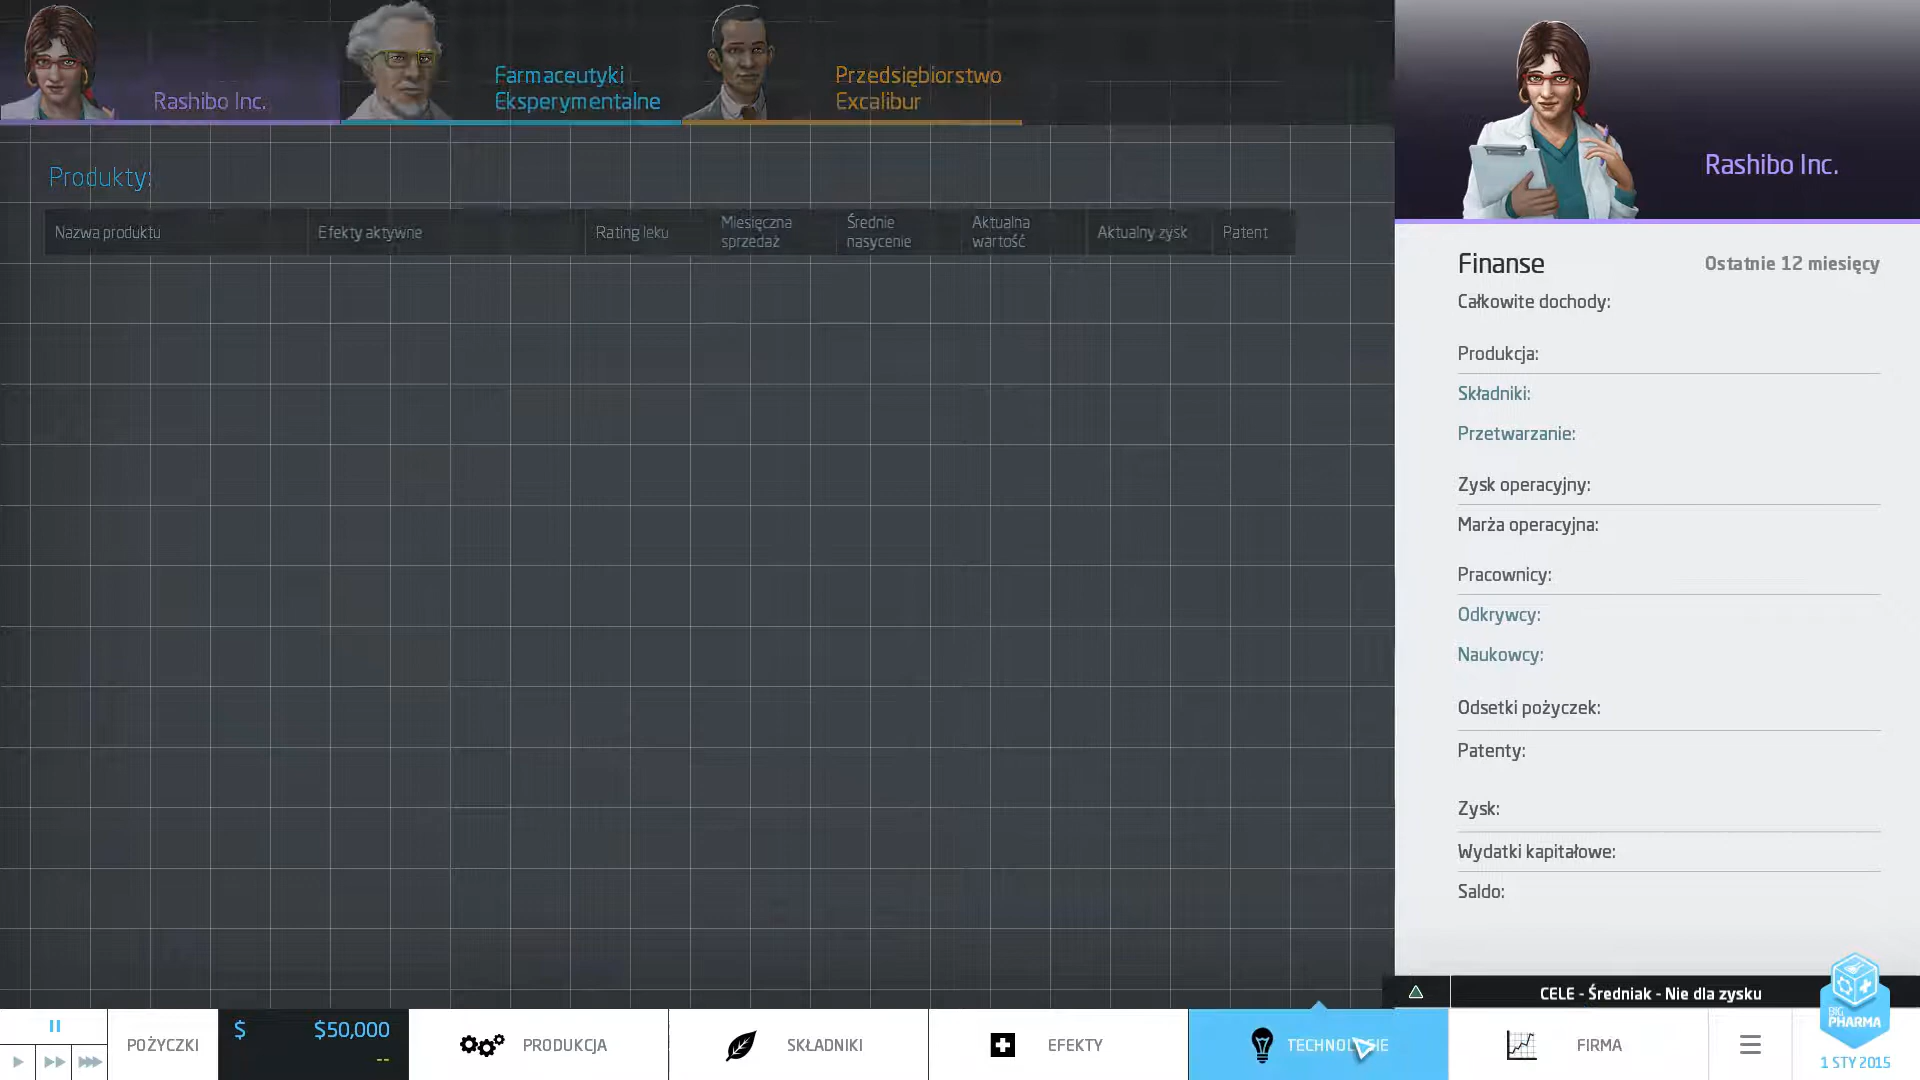 Rashibo Inc.
Farmaceutyki
Eksperymentalne
Przedsiębiorstwo
Excalibur
Rashibo Inc.
Produkty:
Nazwa produktu
Efekty aktywne
Rating leku
Miesięczna
sprzedaż
Średnie
nasycenie
Aktualna
wartość
Aktualny zysk
Patent
Finanse
Ostatnie 12 miesięcy
Całkowite dochody:
Produkcja:
Składniki:
Przetwarzanie:
Zysk operacyjny:
Marża operacyjna:
Pracownicy:
Odkrywcy:
Naukowcy:
Odsetki pożyczek:
Patenty:
Zysk:
Wydatki kapitałowe:
Saldo:
CELE - Średniak - Nie dla zysku
POŻYCZKI
$ $50,000
--
PRODUKCJA
SKŁADNIKI
EFEKTY
TECHNOLOGIE
FIRMA
BIG
PHARMA
1 STY 2015